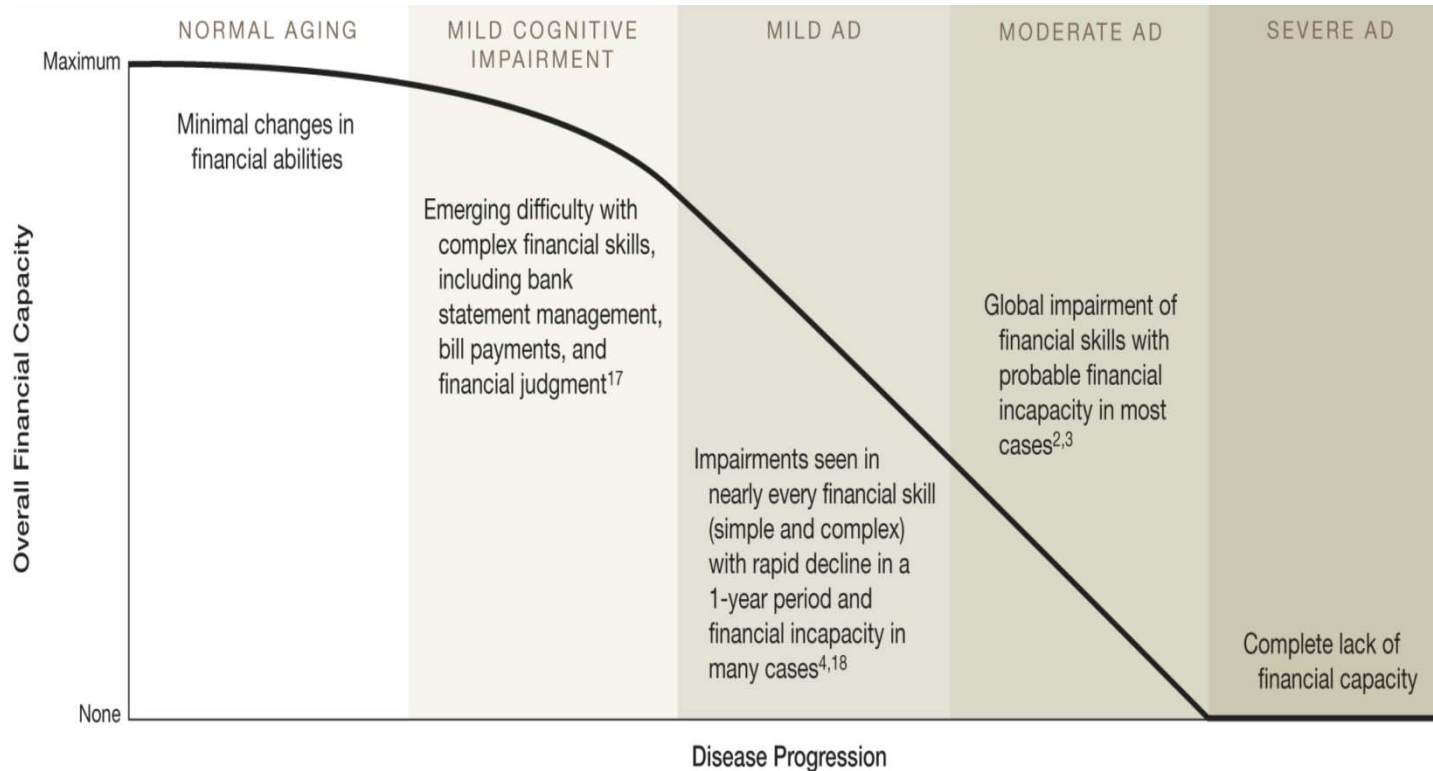 NORMAL AGING
MILD COGNITIVE
IMPAIRMENT
MILD AD
MODERATE AD
SEVERE AD
Maximum
Minimal changes in
financial abilities
Emerging difficulty with
complex financial skills,
including bank
statement management,
bill payments, and
financial judgment17
Impairments seen in
nearly every financial skill
(simple and complex)
with rapid decline in a
1-year period and
financial incapacity in
many cases4,18
Global impairment of
financial skills with
probable financial
incapacity in most
cases2,3
Complete lack of
financial capacity
Overall Financial Capacity
None
Disease Progression